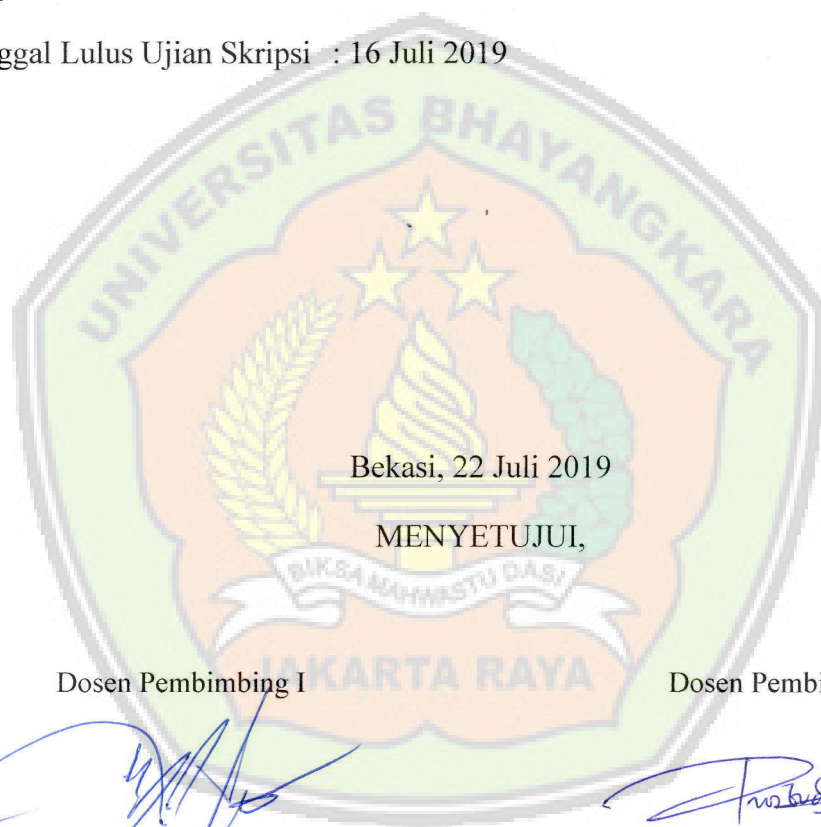 ggal Lulus Ujian Skripsi : 16 Juli 2019
UNIVERSITAS BHAYANGKARA
Bekasi, 22 Juli 2019
MENYETUJUI,
BIKSA MAHWASTU DASI
JAKARTA RAYA
Dosen Pembimbing I Dosen Pembi